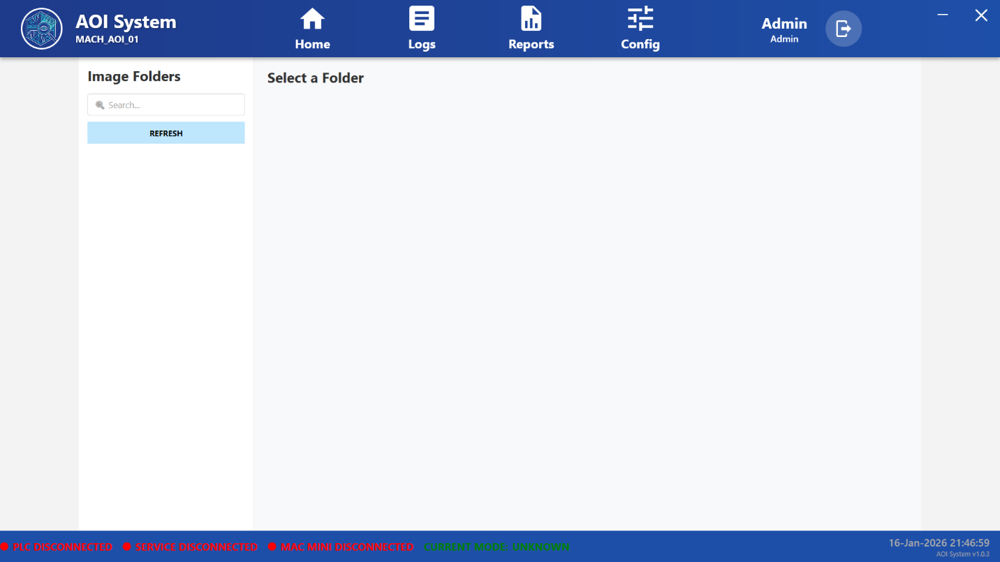 AOI System
MACH_AOI_01
Home
Logs
Reports
Config
Admin
Admin
Image Folders
Search...
REFRESH
Select a Folder
PLC DISCONNECTED
SERVICE DISCONNECTED
MAC MINI DISCONNECTED
CURRENT MODE: UNKNOWN
16-Jan-2026 21:46:59
AOI System v1.0.3